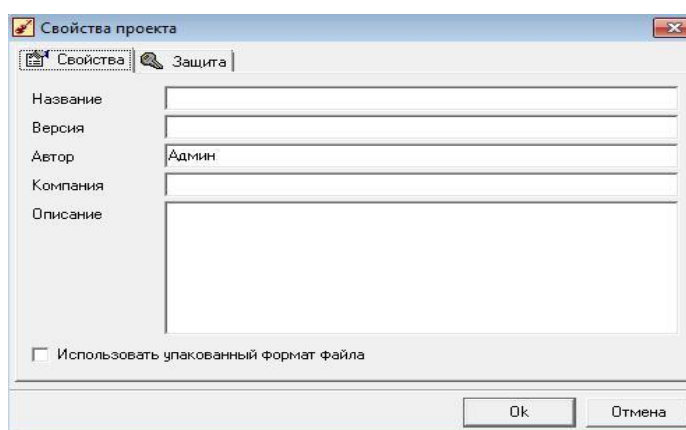 Свойства проекта
Свойства Защита
Название
Версия
Автор Админ
Компания
Описание
Использовать упакованный формат файла
Ok Отмена